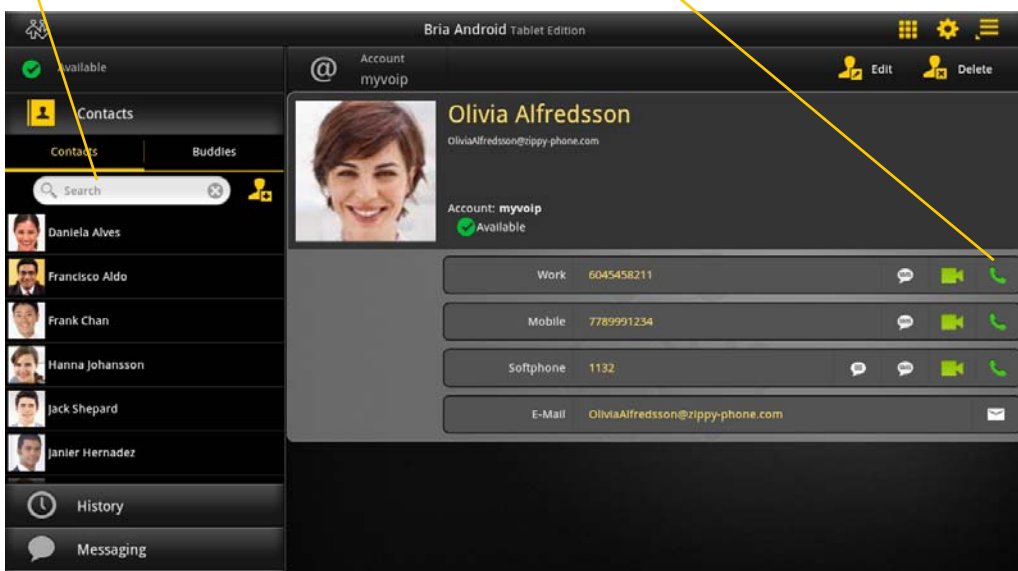 Bria Android Tablet Edition
Available
Account
myvoip
Edit
Delete
Contacts
Contacts
Buddies
Search
Daniela Alves
Francisco Aldo
Frank Chan
Hanna Johansson
Jack Shepard
Janier Hernadez
History
Messaging
Olivia Alfredsson
OliviaAlfredsson@zippy-phone.com
Account: myvoip
Available
Work 6045458211
Mobile 7789991234
Softphone 1132
E-Mail OliviaAlfredsson@zippy-phone.com